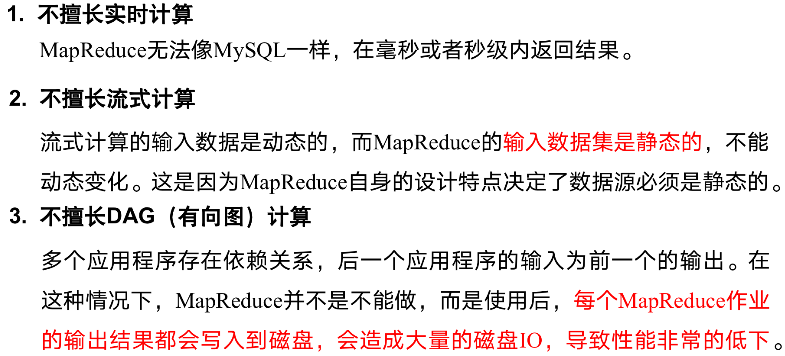 1. 不擅长实时计算
MapReduce无法像MySQL一样，在毫秒或者秒级内返回结果。
2. 不擅长流式计算
流式计算的输入数据是动态的，而MapReduce的输入数据集是静态的，不能
动态变化。这是因为MapReduce自身的设计特点决定了数据源必须是静态的。
3. 不擅长DAG（有向图）计算
多个应用程序存在依赖关系，后一个应用程序的输入为前一个的输出。在
这种情况下，MapReduce并不是不能做，而是使用后，每个MapReduce作业
的输出结果都会写入到磁盘，会造成大量的磁盘IO，导致性能非常的低下。